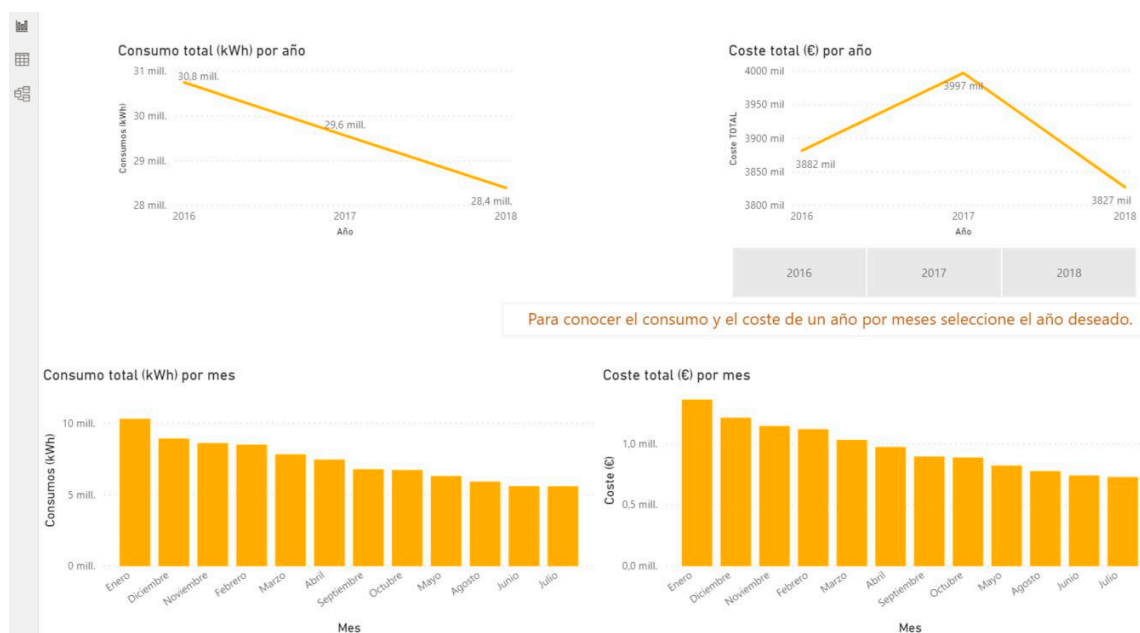 Consumo total (kWh) por año
31 mill.
30 mill.
29 mill.
28 mill.
Consumos (kWh)
30,8 mill.
29,6 mill.
28,4 mill.
2016
2017
2018
Año
Coste total (€) por año
4000 mil
3950 mil
3900 mil
3850 mil
3800 mil
Coste TOTAL
3882 mil
3997 mil
3827 mil
2016
2017
2018
Año
2016
2017
2018
Para conocer el consumo y el coste de un año por meses seleccione el año deseado.
Consumo total (kWh) por mes
10 mill.
5 mill.
0 mill.
Consumos (kWh)
Enero
Diciembre
Noviembre
Febrero
Marzo
Abril
Septiembre
Octubre
Mayo
Agosto
Junio
Julio
Mes
Coste total (€) por mes
1,0 mill.
0,5 mill.
0,0 mill.
Coste (€)
Enero
Diciembre
Noviembre
Febrero
Marzo
Abril
Septiembre
Octubre
Mayo
Agosto
Junio
Julio
Mes